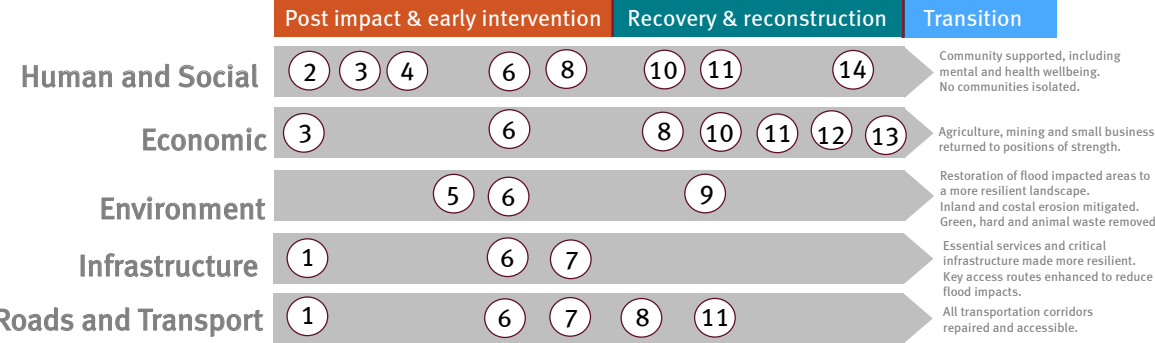 Post impact & early intervention Recovery & reconstruction Transition
Human and Social 2 3 4 6 8 10 11 14
Community supported, including
mental and health wellbeing.
No communities isolated.
Economic 3 6 8 10 11 12 13
Agriculture, mining and small business
returned to positions of strength.
Environment 5 6 9
Restoration of flood impacted areas to
a more resilient landscape.
Inland and costal erosion mitigated.
Green, hard and animal waste removed
Infrastructure 1 6 7
Essential services and critical
infrastructure made more resilient.
Key access routes enhanced to reduce
flood impacts.
Roads and Transport 1 6 7 8 11
All transportation corridors
repaired and accessible.